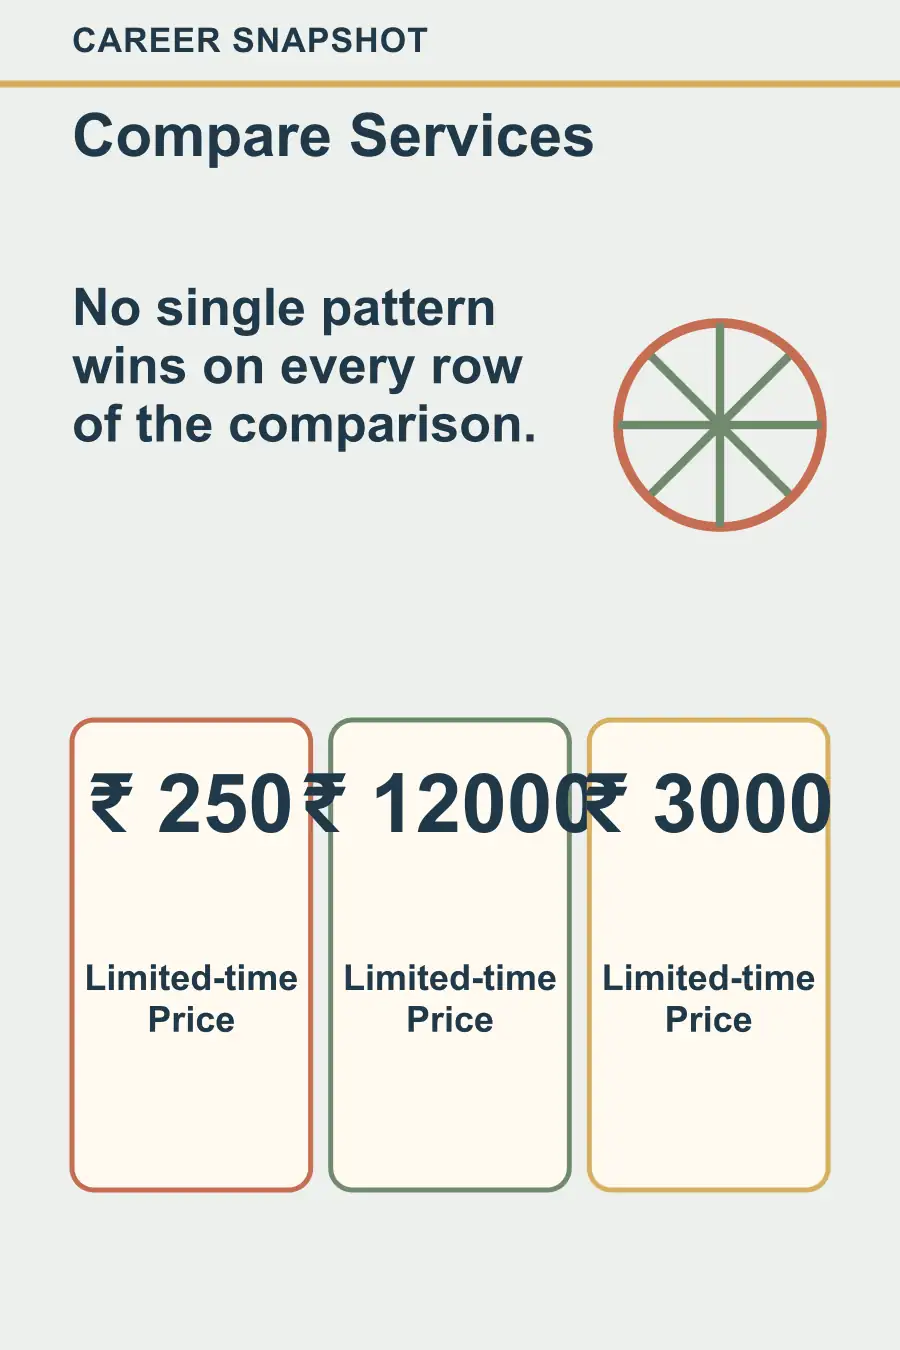 CAREER SNAPSHOT
Compare Services
No single pattern
wins on every row
of the comparison.
₹ 250
₹ 12000
₹ 3000
Limited-time
Price
Limited-time
Price
Limited-time
Price